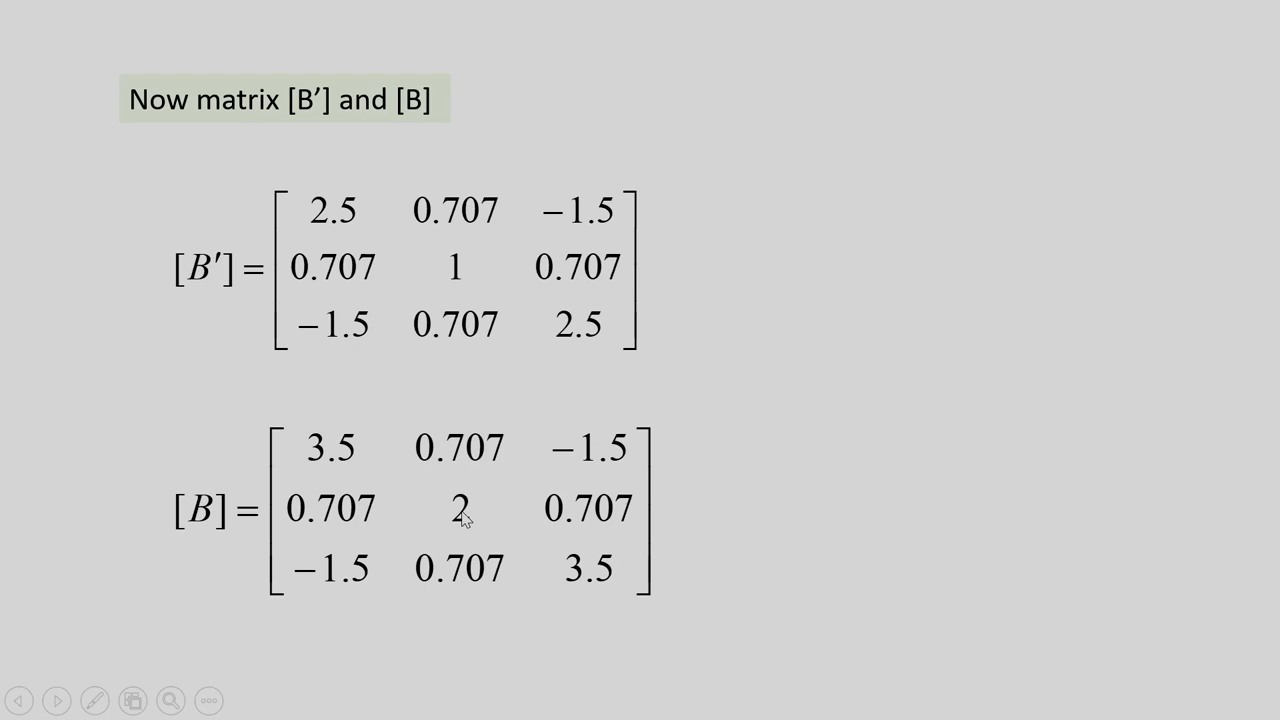 Now matrix [B’] and [B]
2.5 0.707 −1.5
[B′] = 0.707 1 0.707
−1.5 0.707 2.5
3.5 0.707 −1.5
[B] = 0.707 2 0.707
−1.5 0.707 3.5